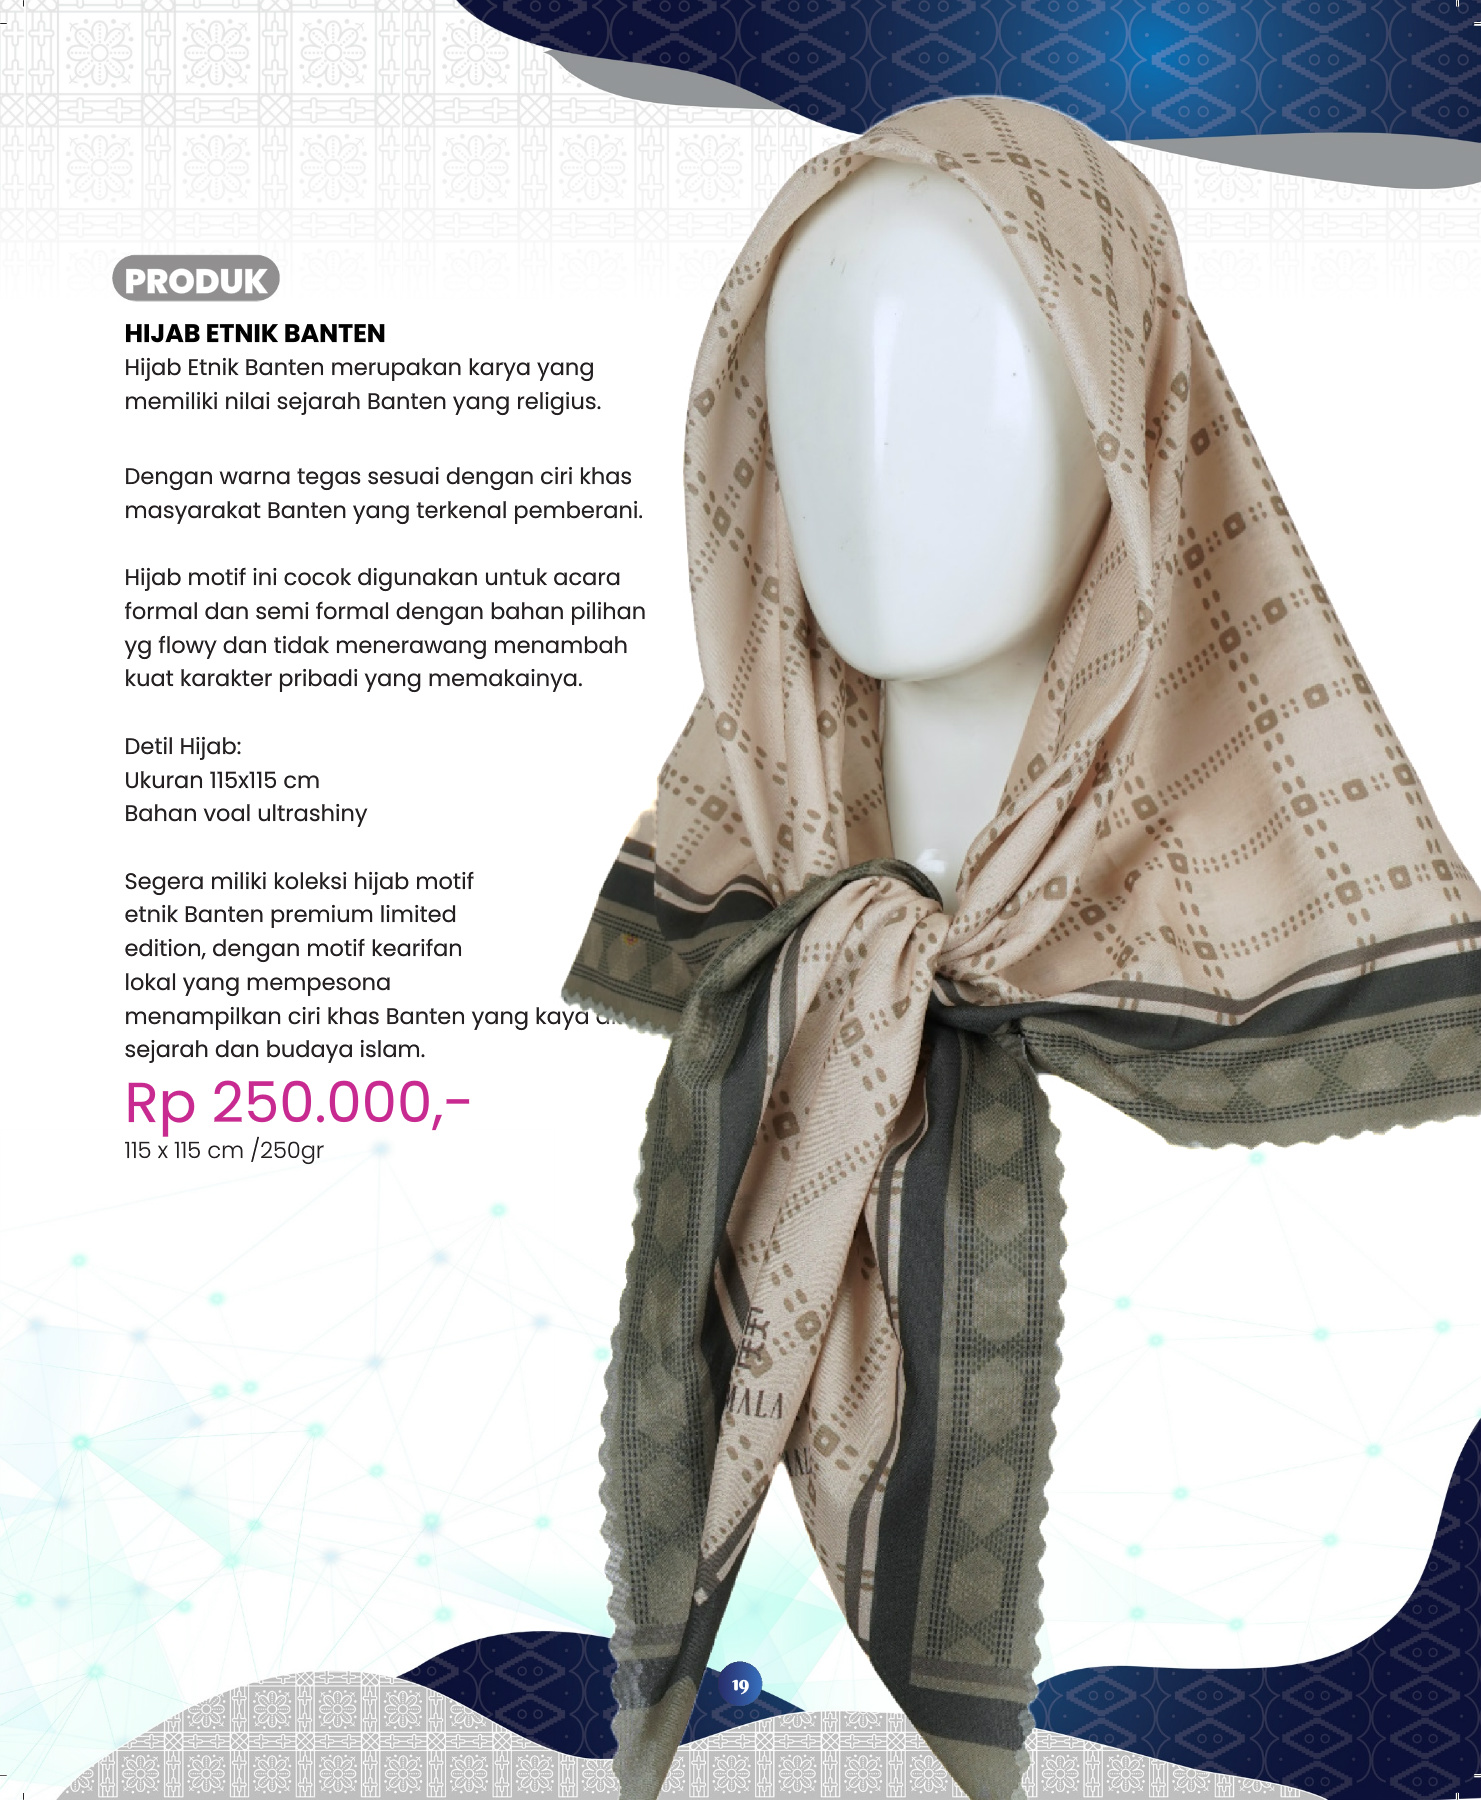 PRODUK
HIJAB ETNIK BANTEN
Hijab Etnik Banten merupakan karya yang
memiliki nilai sejarah Banten yang religius.
Dengan warna tegas sesuai dengan ciri khas
masyarakat Banten yang terkenal pemberani.
Hijab motif ini cocok digunakan untuk acara
formal dan semi formal dengan bahan pilihan
yg flowy dan tidak menerawang menambah
kuat karakter pribadi yang memakainya.
Detil Hijab:
Ukuran 115x115 cm
Bahan voal ultrashiny
Segera miliki koleksi hijab motif
etnik Banten premium limited
edition, dengan motif kearifan
lokal yang mempesona
menampilkan ciri khas Banten yang kaya
sejarah dan budaya islam.
Rp 250.000,-
115 x 115 cm /250gr
19